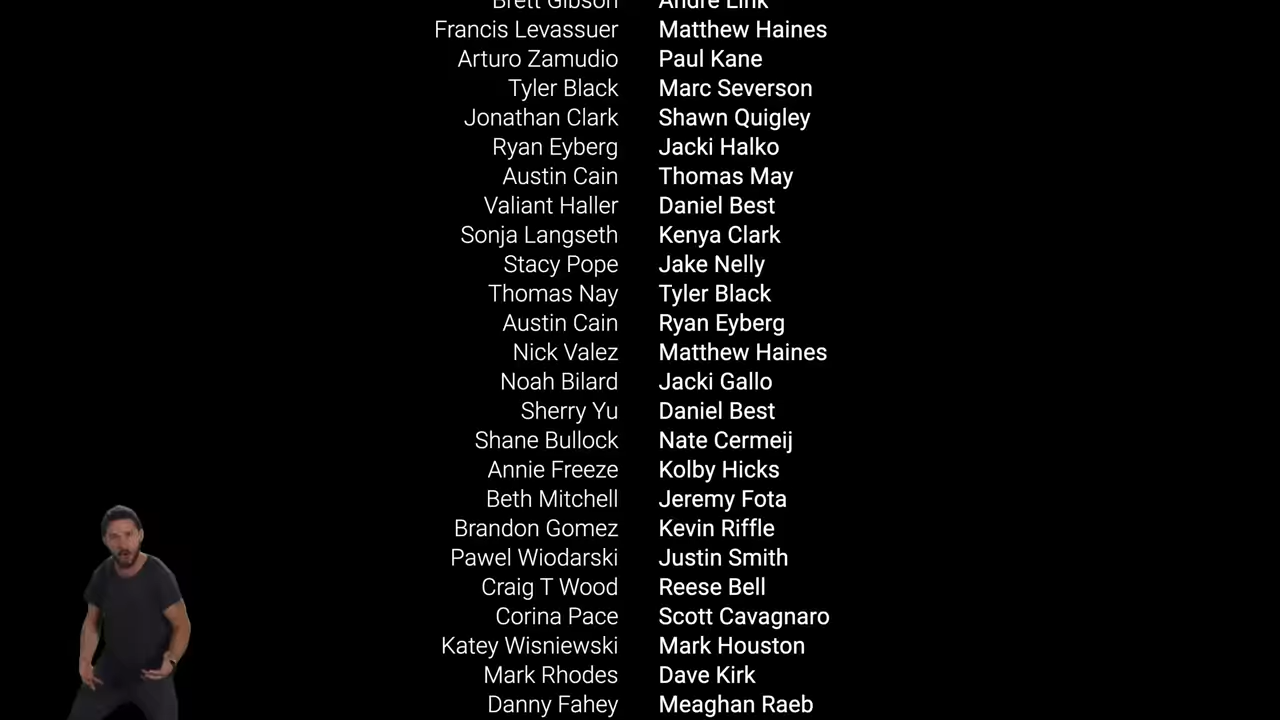 Brett Gibson André Link
Francis Levassuer Matthew Haines
Arturo Zamudio Paul Kane
Tyler Black Marc Severson
Jonathan Clark Shawn Quigley
Ryan Eyberg Jacki Halko
Austin Cain Thomas May
Valiant Haller Daniel Best
Sonja Langseth Kenya Clark
Stacy Pope Jake Nelly
Thomas Nay Tyler Black
Austin Cain Ryan Eyberg
Nick Valez Matthew Haines
Noah Bilard Jacki Gallo
Sherry Yu Daniel Best
Shane Bullock Nate Cermeij
Annie Freeze Kolby Hicks
Beth Mitchell Jeremy Fota
Brandon Gomez Kevin Riffle
Pawel Wiodarski Justin Smith
Craig T Wood Reese Bell
Corina Pace Scott Cavagnaro
Katey Wisniewski Mark Houston
Mark Rhodes Dave Kirk
Danny Fahey Meaghan Raeb